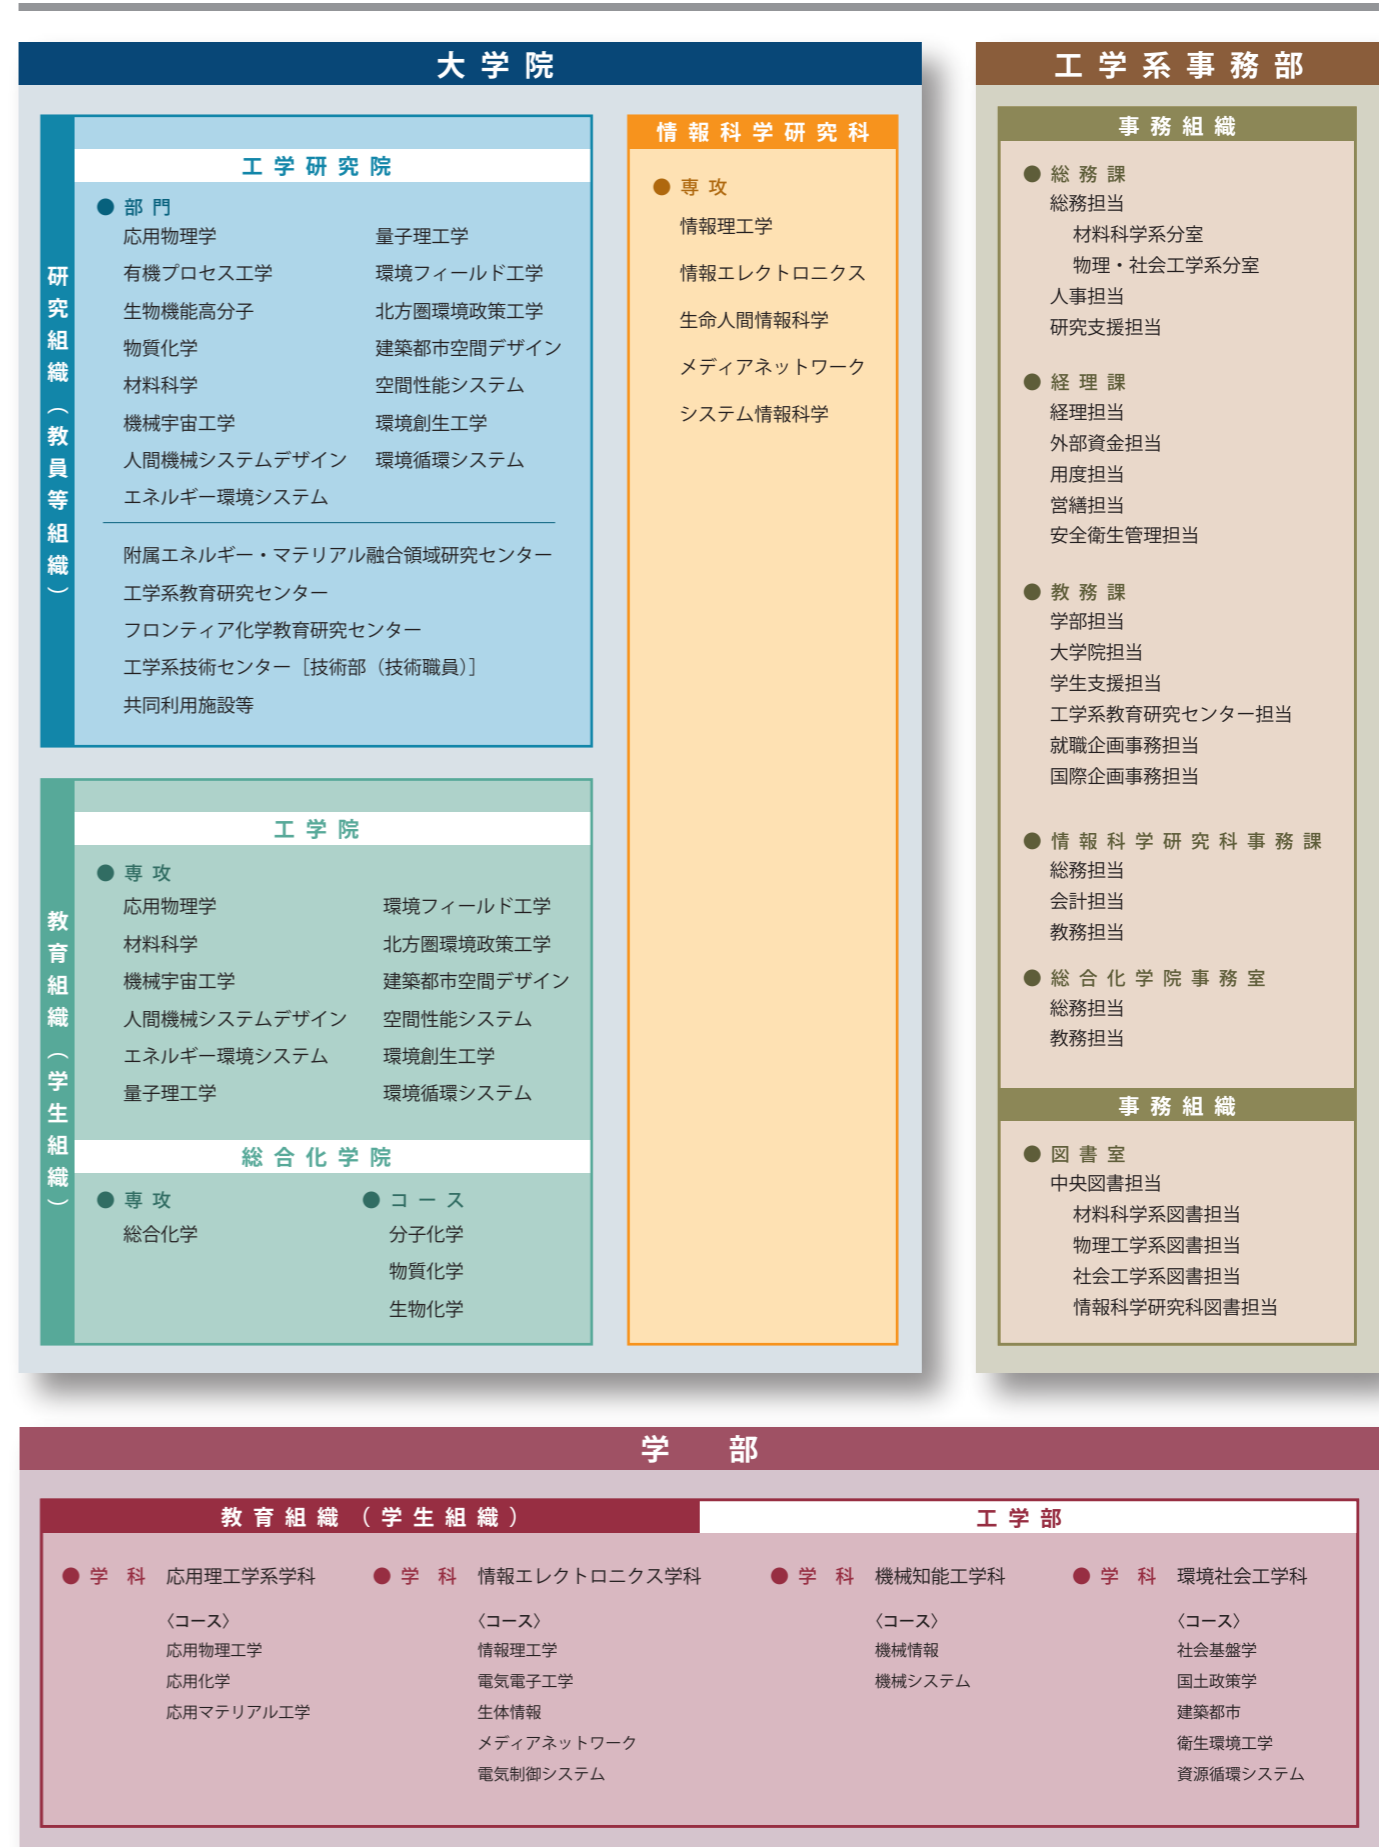 大学院
研究組織（教員等組織）
工学研究院
●部門
応用物理学
有機プロセス工学
生物機能高分子
物質化学
材料科学
機械宇宙工学
人間機械システムデザイン
エネルギー環境システム
量子理工学
環境フィールド工学
北方圏環境政策工学
建築都市空間デザイン
空間性能システム
環境創生工学
環境循環システム
附属エネルギー・マテリアル融合領域研究センター
工学系教育研究センター
フロンティア化学教育研究センター
工学系技術センター［技術部（技術職員）］
共同利用施設等
教育組織（学生組織）
工学院
●専攻
応用物理学
材料科学
機械宇宙工学
人間機械システムデザイン
エネルギー環境システム
量子理工学
環境フィールド工学
北方圏環境政策工学
建築都市空間デザイン
空間性能システム
環境創生工学
環境循環システム
総合化学院
●専攻
総合化学
●コース
分子化学
物質化学
生物化学
情報科学研究科
●専攻
情報理工学
情報エレクトロニクス
生命人間情報科学
メディアネットワーク
システム情報科学
工学系事務部
事務組織
●総務課
総務担当
材料科学系分室
物理・社会工学系分室
人事担当
研究支援担当
●経理課
経理担当
外部資金担当
用度担当
営繕担当
安全衛生管理担当
●教務課
学部担当
大学院担当
学生支援担当
工学系教育研究センター担当
就職企画事務担当
国際企画事務担当
●情報科学研究科事務課
総務担当
会計担当
教務担当
●総合化学院事務室
総務担当
教務担当
事務組織
●図書室
中央図書担当
材料科学系図書担当
物理工学系図書担当
社会工学系図書担当
情報科学研究科図書担当
学　部
教育組織（学生組織）
工学部
●学　科　応用理工学系学科
〈コース〉
応用物理工学
応用化学
応用マテリアル工学
●学　科　情報エレクトロニクス学科
〈コース〉
情報理工学
電気電子工学
生体情報
メディアネットワーク
電気制御システム
●学　科　機械知能工学科
〈コース〉
機械情報
機械システム
●学　科　環境社会工学科
〈コース〉
社会基盤学
国土政策学
建築都市
衛生環境工学
資源循環システム